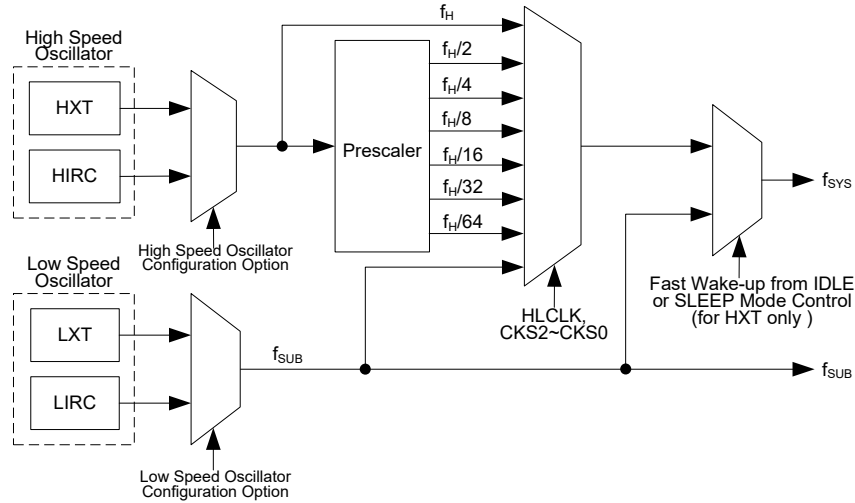 High Speed
Oscillator
HXT
HIRC
High Speed Oscillator
Configuration Option
Low Speed
Oscillator
LXT
LIRC
Low Speed Oscillator
Configuration Option
fH
Prescaler
fH/2
fH/4
fH/8
fH/16
fH/32
fH/64
HLCLK,
CKS2~CKS0
fSUB
Fast Wake-up from IDLE
or SLEEP Mode Control
(for HXT only )
fSYS
fSUB